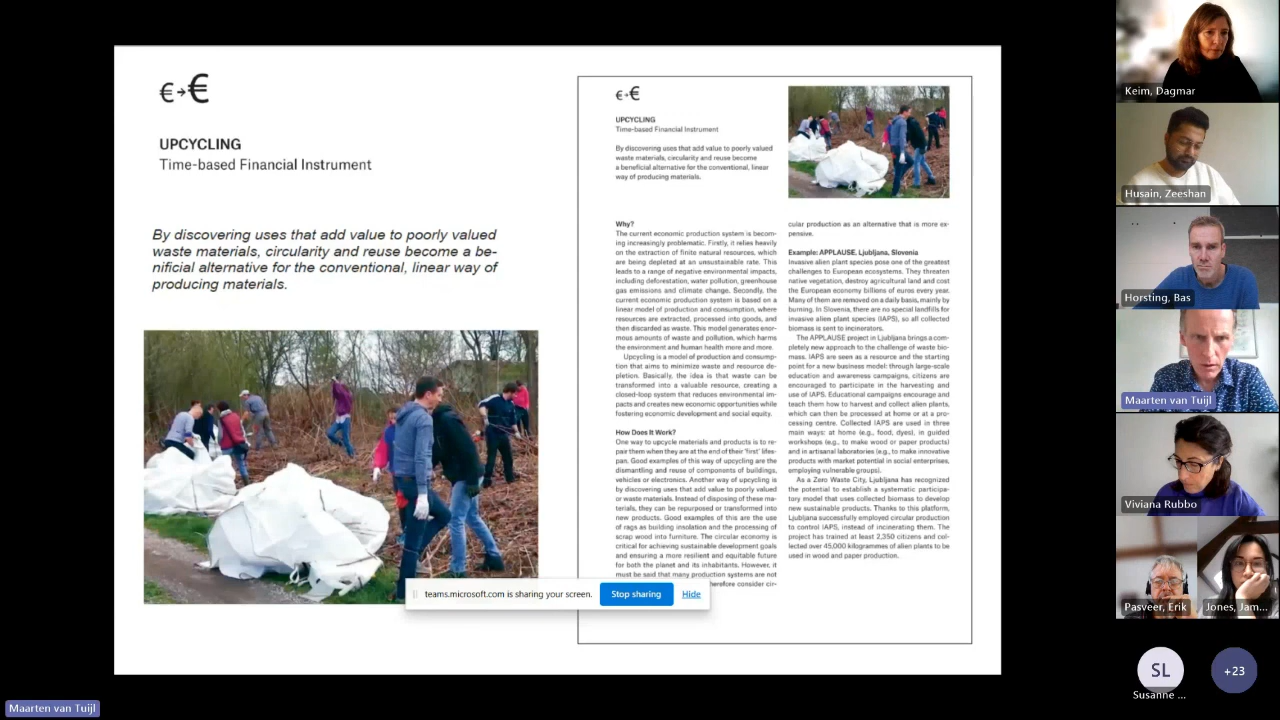 €→€
UPCYCLING
Time-based Financial Instrument
By discovering uses that add value to poorly valued
waste materials, circularity and reuse become a be-
nificial alternative for the conventional, linear way of
producing materials.
€→€
UPCYCLING
Time-based Financial Instrument
By discovering uses that add value to poorly valued
waste materials, circularity and reuse become
a beneficial alternative for the conventional, linear
way of producing materials.
Why?
The current economic production system is becom-
ing increasingly problematic. Firstly, it relies heavily
on the extraction of finite natural resources, which
are being depleted at an unsustainable rate. This
leads to a range of negative environmental impacts,
including deforestation, water pollution, greenhouse
gas emissions and climate change. Secondly, the
current economic production system is based on a
linear model of production and consumption, where
resources are extracted, processed into goods, and
then discarded as waste. This model generates enor-
mous amounts of waste and pollution, which harms
the environment and human health more and more.
Upcycling is a model of production and consump-
tion that aims to minimize waste and resource de-
pletion. Basically, the idea is that waste can be
transformed into a valuable resource, creating a
closed-loop system that reduces environmental im-
pacts and creates new economic opportunities while
fostering economic development and social equity.
How Does It Work?
One way to upcycle materials and products is to re-
pair them when they are at the end of their 'first' lifes-
pan. Good examples of this way of upcycling are the
dismantling and reuse of components of buildings,
vehicles or electronics. Another way of upcycling is
by discovering uses that add value to poorly valued
or waste materials. Instead of disposing of these ma-
terials, they can be repurposed or transformed into
new products. Good examples of this are the use
of rags as building insolation and the processing of
scrap wood into furniture. The circular economy is
critical for achieving sustainable development goals
and ensuring a more resilient and equitable future
for both the planet and its inhabitants. However, it
must be said that many production systems are not
herefore consider cir-
cular production as an alternative that is more ex-
pensive.
Example: APPLAUSE, Ljubljana, Slovenia
Invasive alien plant species pose one of the greatest
challenges to European ecosystems. They threaten
native vegetation, destroy agricultural land and cost
the European economy billions of euros every year.
Many of them are removed on a daily basis, mainly by
burning. In Slovenia, there are no special landfills for
invasive alien plant species (IAPS), so all collected
biomass is sent to incinerators.
The APPLAUSE project in Ljubljana brings a com-
pletely new approach to the challenge of waste bio-
mass. IAPS are seen as a resource and the starting
point for a new business model: through large-scale
education and awareness campaigns, citizens are
encouraged to participate in the harvesting and
use of IAPS. Educational campaigns encourage and
teach them how to harvest and collect alien plants,
which can then be processed at home or at a pro-
cessing centre. Collected IAPS are used in three
main ways: at home (e.g., food, dyes), in guided
workshops (e.g., to make wood or paper products)
and in artisanal laboratories (e.g., to make innovative
products with market potential in social enterprises,
employing vulnerable groups).
As a Zero Waste City, Ljubljana has recognized
the potential to establish a systematic participa-
tory model that uses collected biomass to develop
new sustainable products. Thanks to this platform,
Ljubljana successfully employed circular production
to control IAPS, instead of incinerating them. The
project has trained at least 2,350 citizens and col-
lected over 45,000 kilogrammes of alien plants to be
used in wood and paper production.
teams.microsoft.com is sharing your screen.
Stop sharing
Hide
Keim, Dagmar
Husain, Zeeshan
Horsting, Bas
Maarten van Tuijl
Viviana Rubbo
Pasveer, Erik
Jones, Jam...
SL
Susanne ...
+23
Maarten van Tuijl